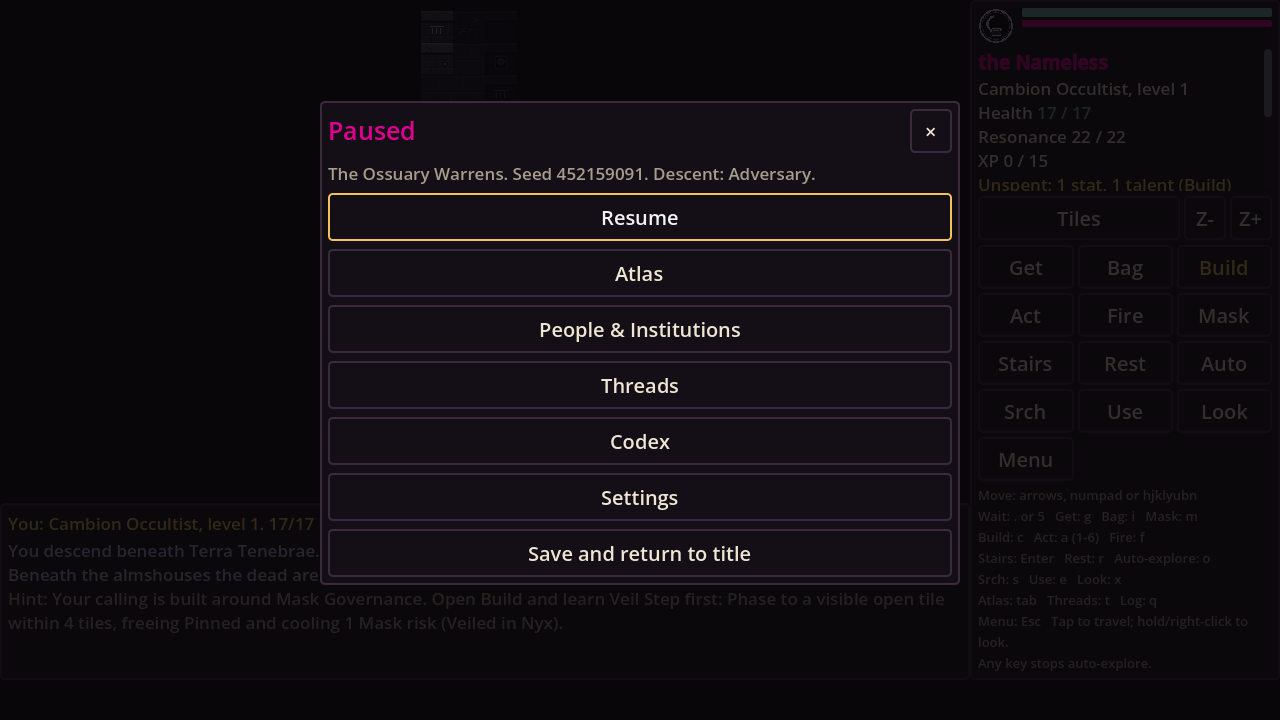 Paused
×
The Ossuary Warrens. Seed 452159091. Descent: Adversary.
Resume
Atlas
People & Institutions
Threads
Codex
Settings
Save and return to title
the Nameless
Cambion Occultist, level 1
Health 17 / 17
Resonance 22 / 22
XP 0 / 15
Unspent: 1 stat, 1 talent (Build)
Tiles Z- Z+
Get Bag Build
Act Fire Mask
Stairs Rest Auto
Srch Use Look
Menu
Move: arrows, numpad or hjklyubn
Wait: . or 5 Get: g Bag: i Mask: m
Build: c Act: a (1-6) Fire: f
Stairs: Enter Rest: r Auto-explore: o
Srch: s Use: e Look: x
Atlas: tab Threads: t Log: q
Menu: Esc Tap to travel; hold/right-click to
look.
Any key stops auto-explore.
You: Cambion Occultist, level 1. 17/17
You descend beneath Terra Tenebrae.
Beneath the almshouses the dead are
Hint: Your calling is built around Mask Governance. Open Build and learn Veil Step first: Phase to a visible open tile
within 4 tiles, freeing Pinned and cooling 1 Mask risk (Veiled in Nyx).